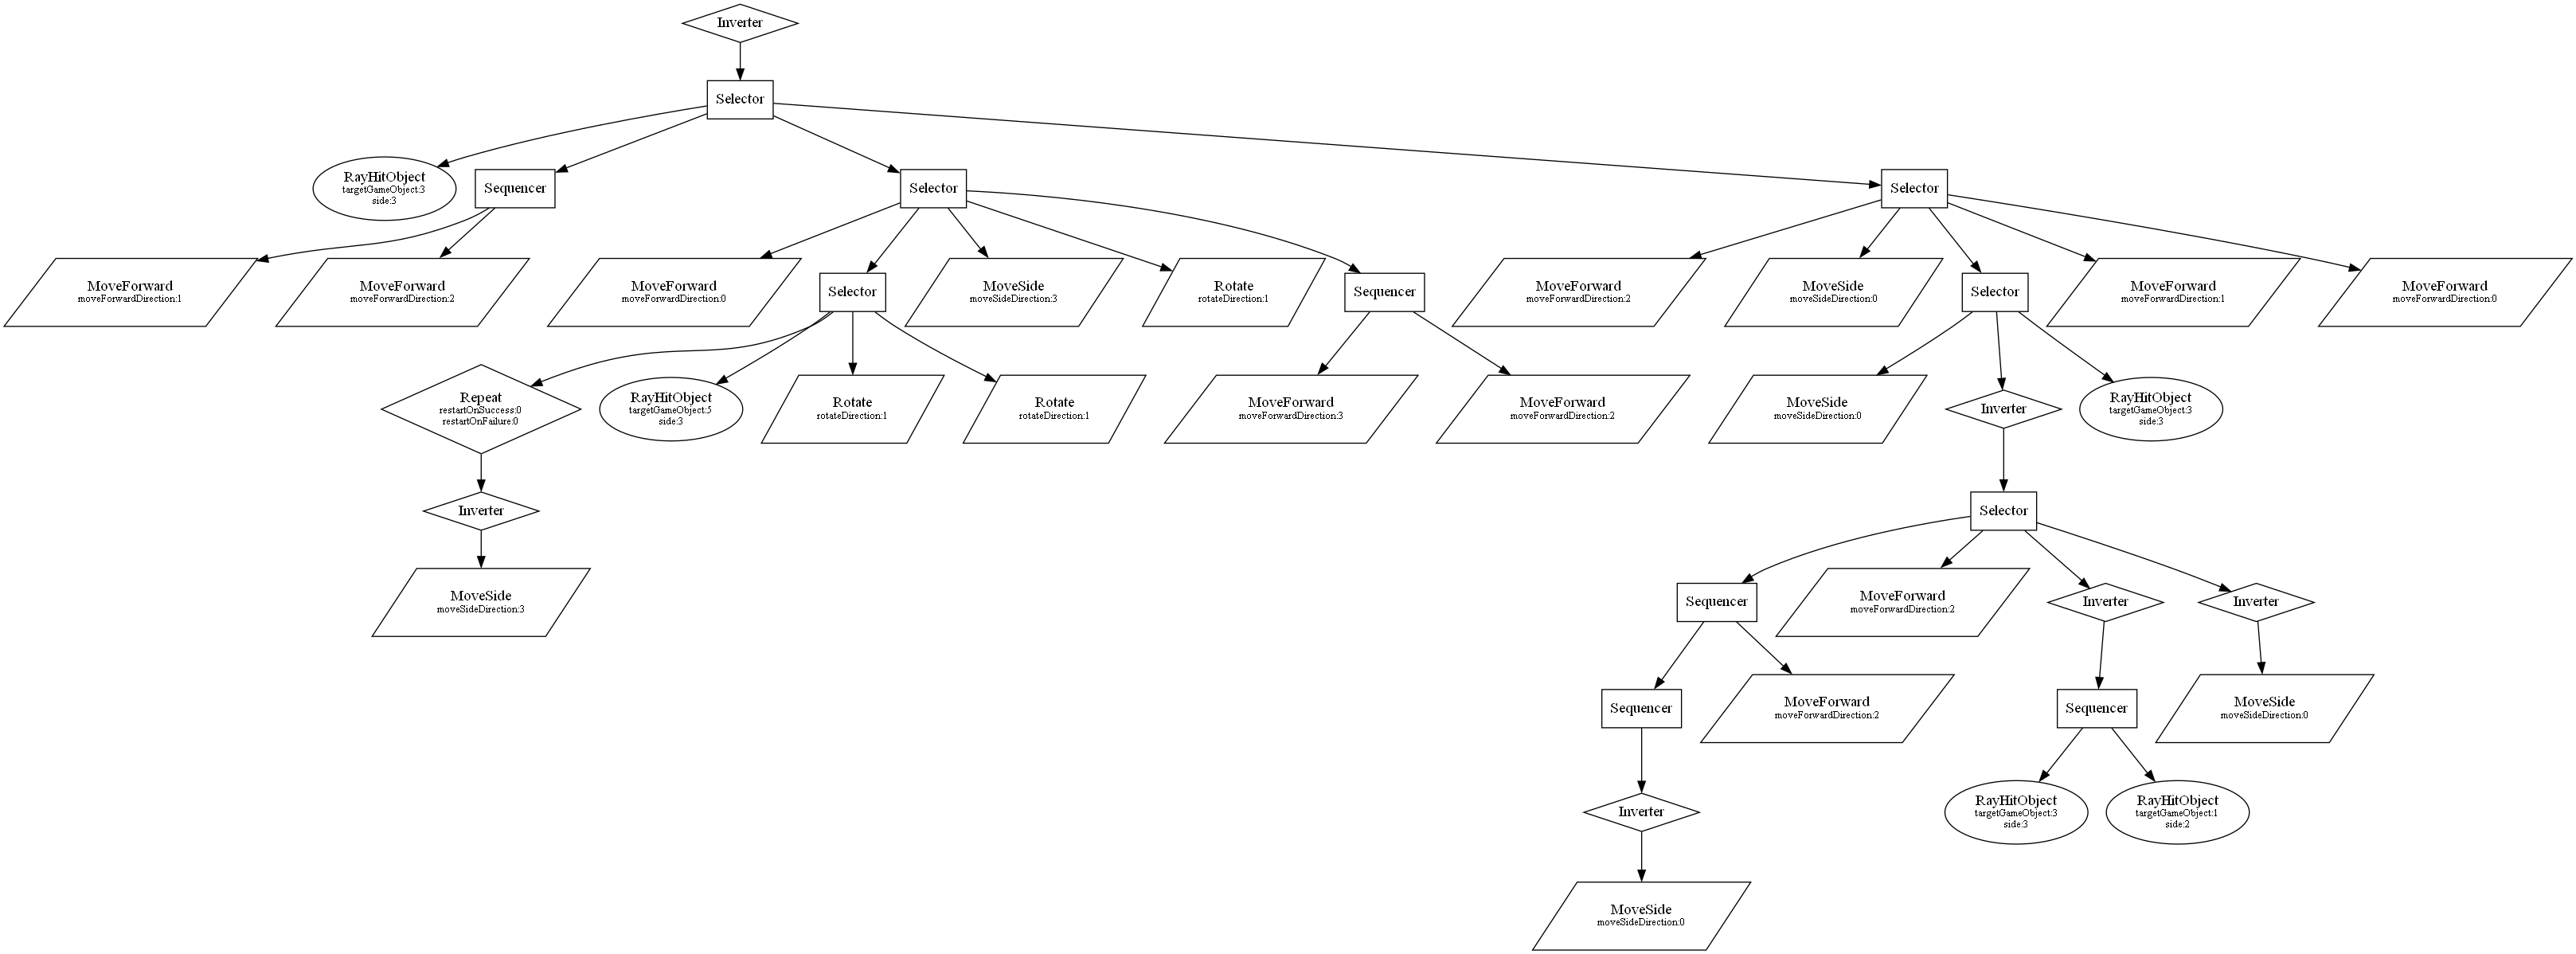 Inverter
Selector
RayHitObject
targetGameObject:3
side:3
Sequencer
Selector
Selector
MoveForward
moveForwardDirection:1
MoveForward
moveForwardDirection:2
MoveForward
moveForwardDirection:0
Selector
MoveSide
moveSideDirection:3
Rotate
rotateDirection:1
Sequencer
MoveForward
moveForwardDirection:2
MoveSide
moveSideDirection:0
Selector
MoveForward
moveForwardDirection:1
MoveForward
moveForwardDirection:0
Repeat
restartOnSuccess:0
restartOnFailure:0
RayHitObject
targetGameObject:5
side:3
Rotate
rotateDirection:1
Rotate
rotateDirection:1
MoveForward
moveForwardDirection:3
MoveForward
moveForwardDirection:2
MoveSide
moveSideDirection:0
Inverter
RayHitObject
targetGameObject:3
side:3
Inverter
Selector
MoveSide
moveSideDirection:3
Sequencer
MoveForward
moveForwardDirection:2
Inverter
Inverter
Sequencer
MoveForward
moveForwardDirection:2
Sequencer
MoveSide
moveSideDirection:0
Inverter
RayHitObject
targetGameObject:3
side:3
RayHitObject
targetGameObject:1
side:2
MoveSide
moveSideDirection:0